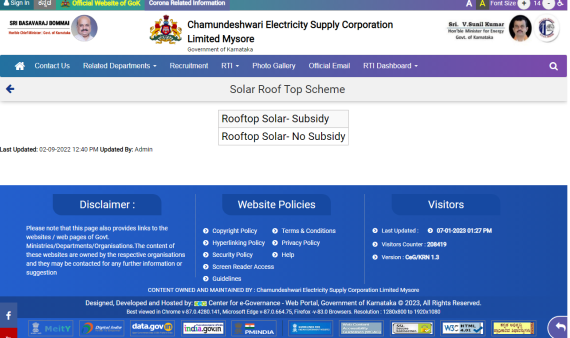 Sign In ಕನ್ನಡ Official Website of GoK Corona Related Information A A Font Size + 14 -
SRI BASAVARAJ BOMMAI
Hon'ble Chief Minister Govt. of Karnataka
Chamundeshwari Electricity Supply Corporation
Limited Mysore
Government of Karnataka
Sri. V.Sunil Kumar
Hon'ble Minister for Energy
Govt. of Karnataka
Contact Us Related Departments Recruitment RTI Photo Gallery Official Email RTI Dashboard
Solar Roof Top Scheme
Rooftop Solar- Subsidy
Rooftop Solar- No Subsidy
Last Updated: 02-09-2022 12:40 PM Updated By: Admin
Disclaimer :
Please note that this page also provides links to the
websites / web pages of Govt.
Ministries/Departments/Organisations.The content of
these websites are owned by the respective organisations
and they may be contacted for any further information or
suggestion
Website Policies
Copyright Policy Terms & Conditions
Hyperlinking Policy Privacy Policy
Security Policy Help
Screen Reader Access
Guidelines
Visitors
Last Updated : 07-01-2023 01:27 PM
Visitors Counter : 208419
Version : CeG/KRN 1.3
CONTENT OWNED AND MAINTAINED BY : Chamundeshwari Electricity Supply Corporation Limited Mysore
Designed, Developed and Hosted by: Center for e-Governance - Web Portal, Government of Karnataka © 2023, All Rights Reserved.
Best viewed in Chrome v-87.0.4280.141, Microsoft Edge v-87.0.664.75, Firefox v-83.0 Browsers. Resolution : 1280x800 to 1920x1080
MeitY Digital India data.gov india.gov.in PMINDIA SSL W3C HTML 4.01